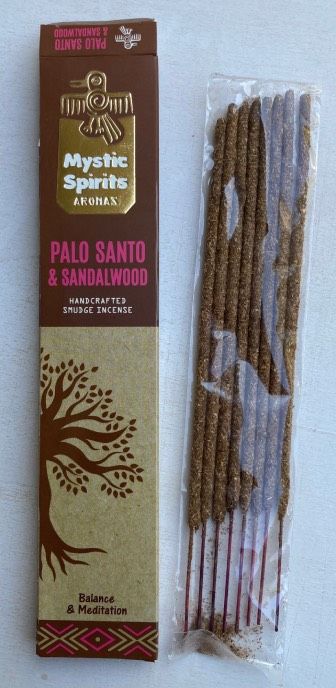 PALO SANTO
& SANDALWOOD
Mystic
Spirits
AROMAS
PALO SANTO
& SANDALWOOD
HANDCRAFTED
SMUDGE INCENSE
Balance
& Meditation